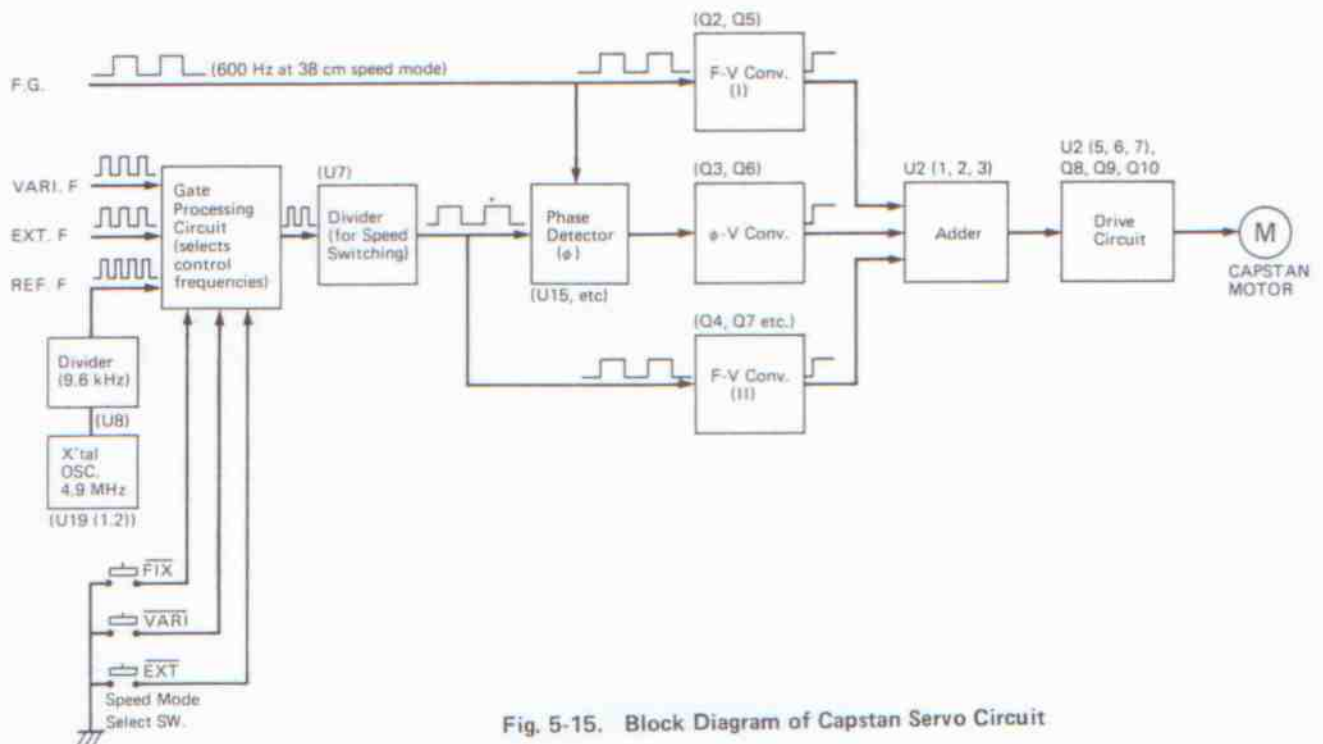 (Q2, Q5)
F.G.
(600 Hz at 38 cm speed mode)
F-V Conv.
(I)
VARI. F
EXT. F
REF. F
Gate
Processing
Circuit
(selects
control
frequencies)
(U7)
Divider
(for Speed
Switching)
Phase
Detector
(ø)
(U15, etc)
(Q3, Q6)
ø-V Conv.
U2 (1, 2, 3)
Adder
U2 (5, 6, 7),
Q8, Q9, Q10
Drive
Circuit
M
CAPSTAN
MOTOR
(Q4, Q7 etc.)
F-V Conv.
(II)
Divider
(9.6 kHz)
(U8)
X'tal
OSC.
4.9 MHz
(U19 (1.2))
FIX
VARI
EXT
Speed Mode
Select SW.
Fig. 5-15. Block Diagram of Capstan Servo Circuit